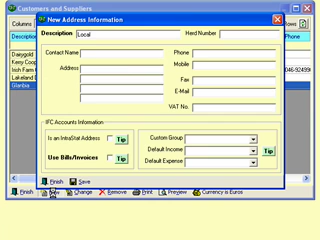 Customers and Suppliers
New Address Information
Columns
Description Local Herd Number
Description
Phone
Contact Name
Phone
Mobile
Address
Fax
E-Mail
VAT No.
Dairygold
Kerry Coop
Irish Farm
Lakeland D
Glanbia
046-924990
IFC Accounts Information
Is an IntraStat Address Tip
Use Bills/Invoices Tip
Custom Group
Default Income Tip
Default Expense
Finish Save
Finish Change Remove Print Preview Currency is Euros